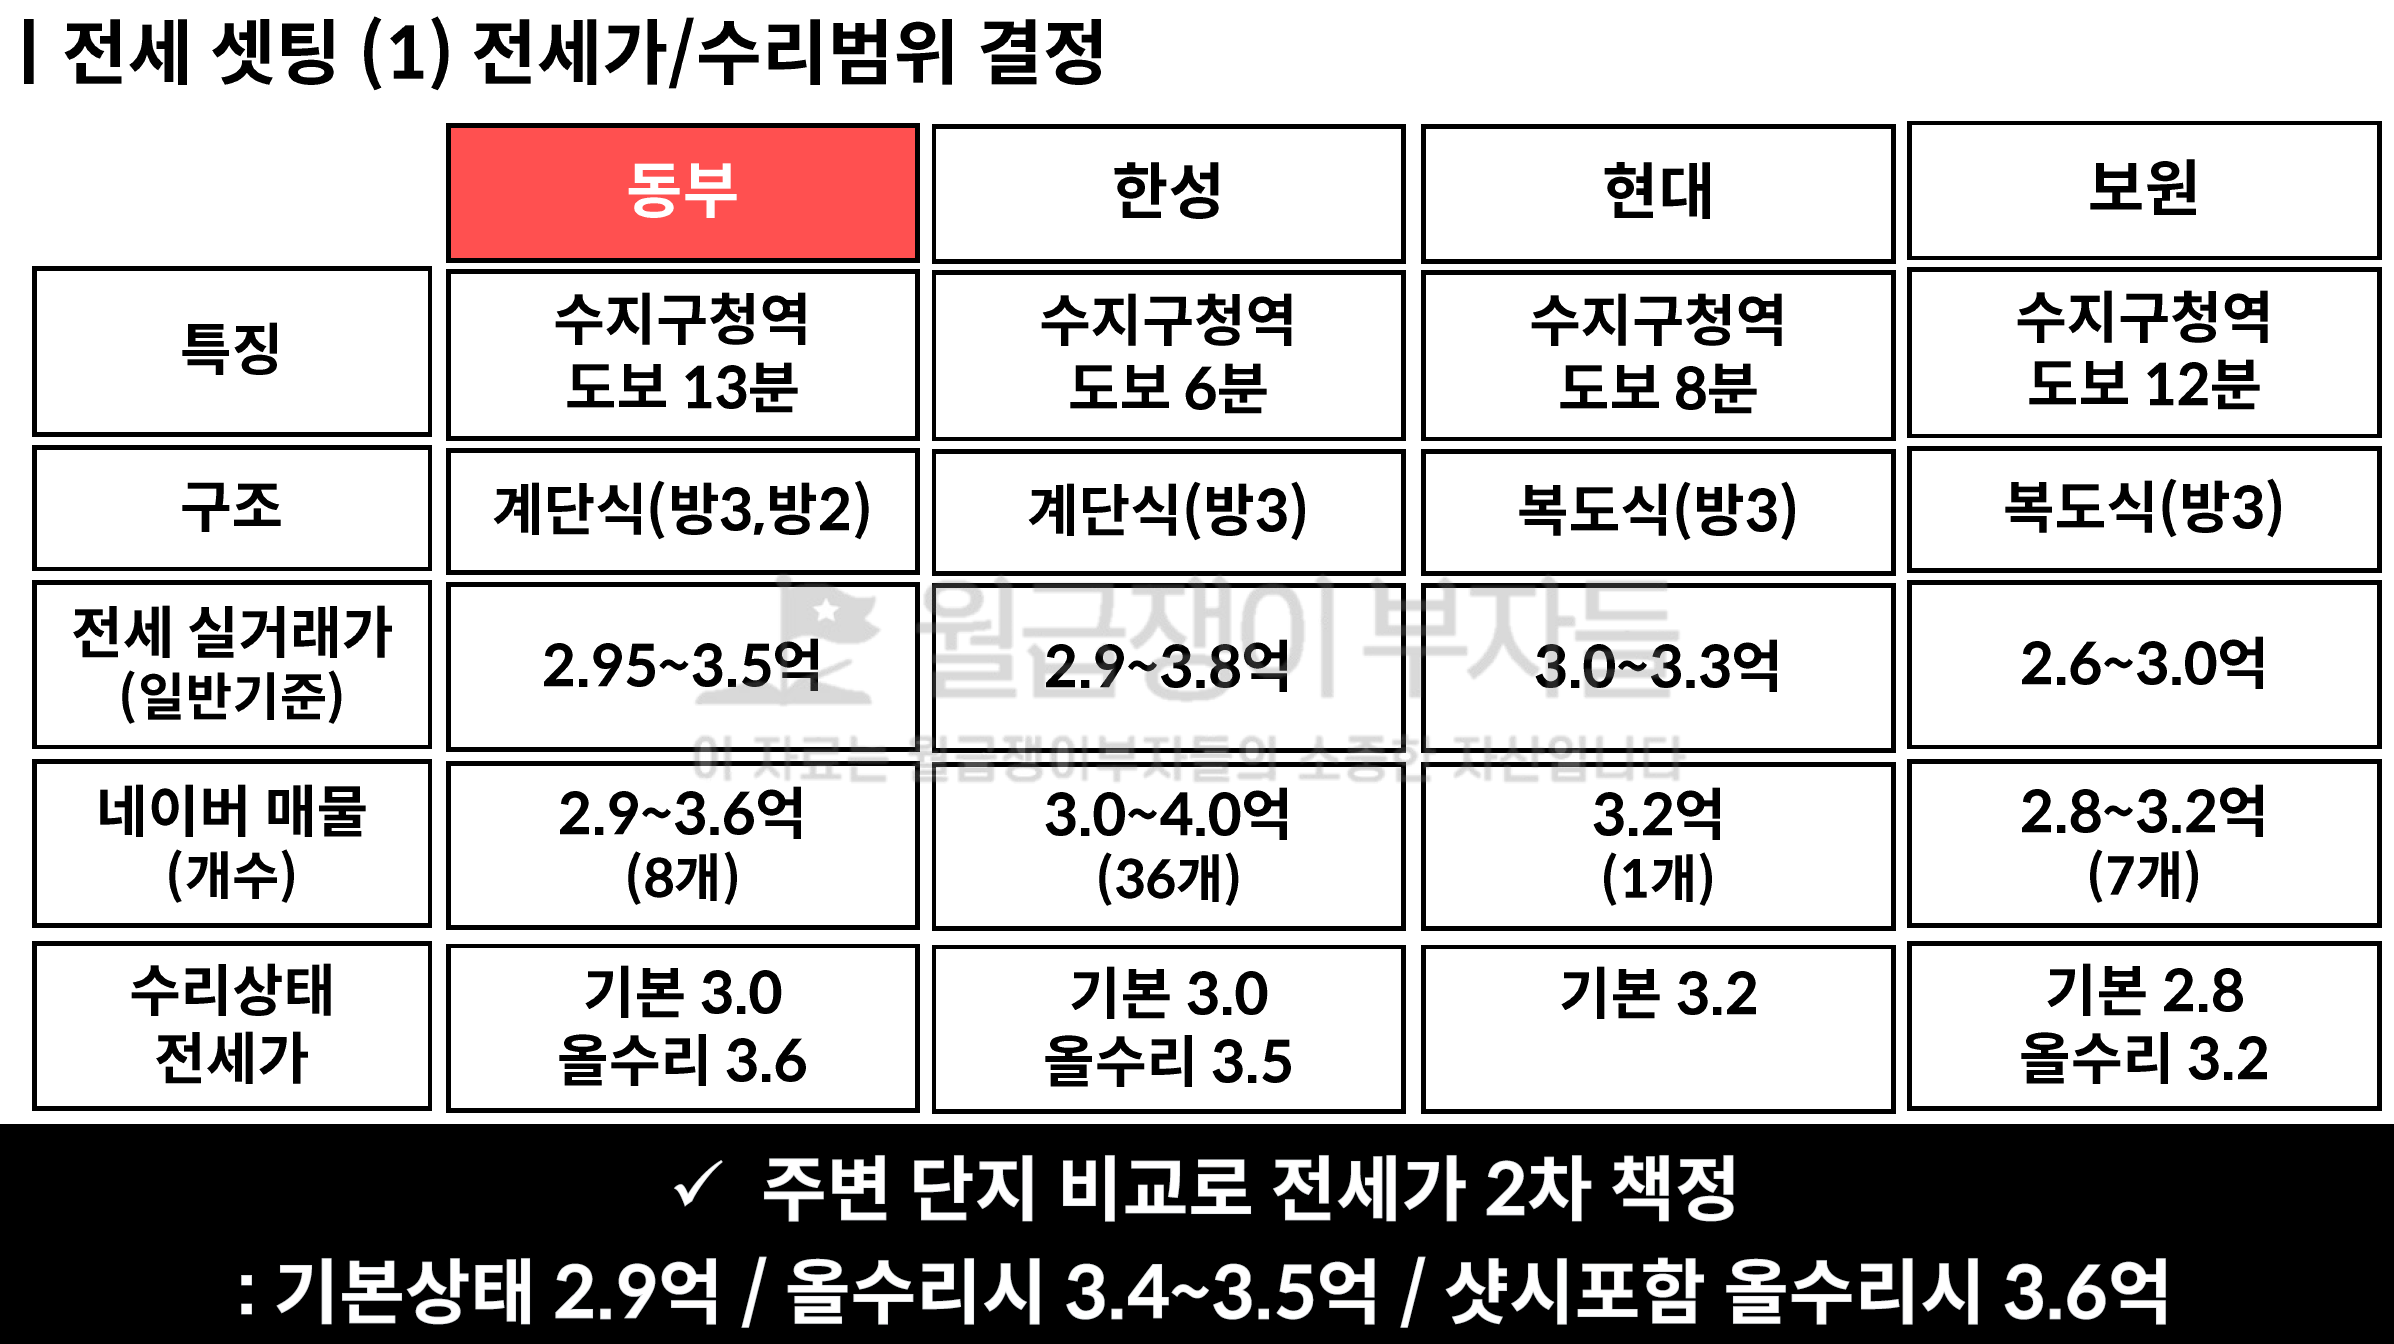 | 전세 셋팅 (1) 전세가/수리범위 결정
동부 한성 현대 보원
특징 수지구청역 수지구청역 수지구청역 수지구청역
도보 13분 도보 6분 도보 8분 도보 12분
구조 계단식(방3,방2) 계단식(방3) 복도식(방3) 복도식(방3)
전세 실거래가
(일반기준) 2.95~3.5억 2.9~3.8억 3.0~3.3억 2.6~3.0억
네이버 매물 2.9~3.6억 3.0~4.0억 3.2억 2.8~3.2억
(개수) (8개) (36개) (1개) (7개)
수리상태 기본 3.0 기본 3.0 기본 3.2 기본 2.8
전세가 올수리 3.6 올수리 3.5 올수리 3.2
월급쟁이 부자들
이 자료는 월급쟁이부자들의 소중한 자산입니다
✓ 주변 단지 비교로 전세가 2차 책정
: 기본상태 2.9억 / 올수리시 3.4~3.5억 / 샷시포함 올수리시 3.6억